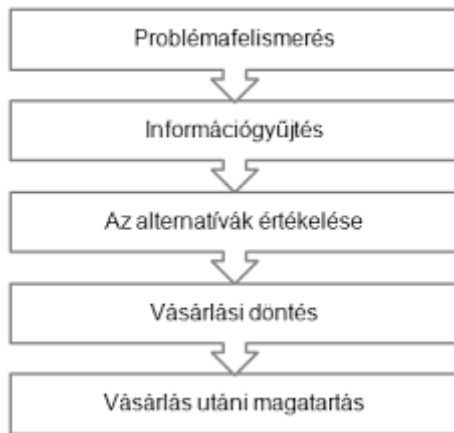 Problémafelismerés
Információgyűjtés
Az alternatívák értékelése
Vásárlási döntés
Vásárlás utáni magatartás